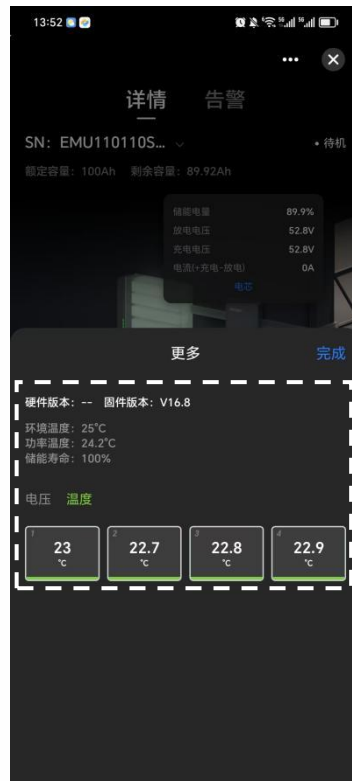 13:52
详情 告警
SN: EMU110110S...
• 待机
额定容量: 100Ah 剩余容量: 89.92Ah
储能电量 89.9%
放电电压 52.8V
充电电压 52.8V
电流(+充电-放电) 0A
电芯
更多 完成
硬件版本: -- 固件版本: V16.8
环境温度: 25℃
功率温度: 24.2℃
储能寿命: 100%
电压 温度
1 2 3 4
23 22.7 22.8 22.9
℃ ℃ ℃ ℃